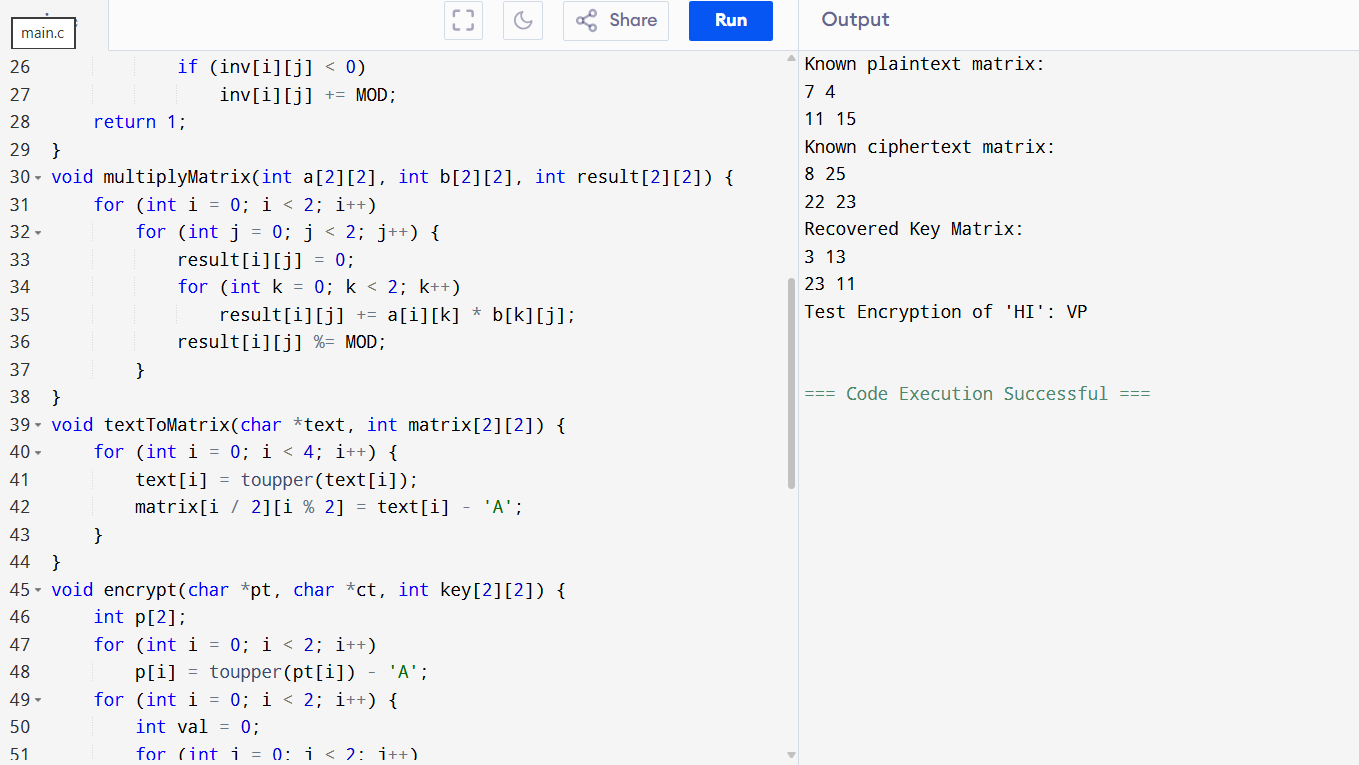 main.c
Share
Run
Output
26 if (inv[i][j] < 0)
27 inv[i][j] += MOD;
28 return 1;
29 }
30 void multiplyMatrix(int a[2][2], int b[2][2], int result[2][2]) {
31 for (int i = 0; i < 2; i++)
32 for (int j = 0; j < 2; j++) {
33 result[i][j] = 0;
34 for (int k = 0; k < 2; k++)
35 result[i][j] += a[i][k] * b[k][j];
36 result[i][j] %= MOD;
37 }
38 }
39 void textToMatrix(char *text, int matrix[2][2]) {
40 for (int i = 0; i < 4; i++) {
41 text[i] = toupper(text[i]);
42 matrix[i / 2][i % 2] = text[i] - 'A';
43 }
44 }
45 void encrypt(char *pt, char *ct, int key[2][2]) {
46 int p[2];
47 for (int i = 0; i < 2; i++)
48 p[i] = toupper(pt[i]) - 'A';
49 for (int i = 0; i < 2; i++) {
50 int val = 0;
51 for (int j = 0; j < 2; j++)
Known plaintext matrix:
7 4
11 15
Known ciphertext matrix:
8 25
22 23
Recovered Key Matrix:
3 13
23 11
Test Encryption of 'HI': VP
=== Code Execution Successful ===